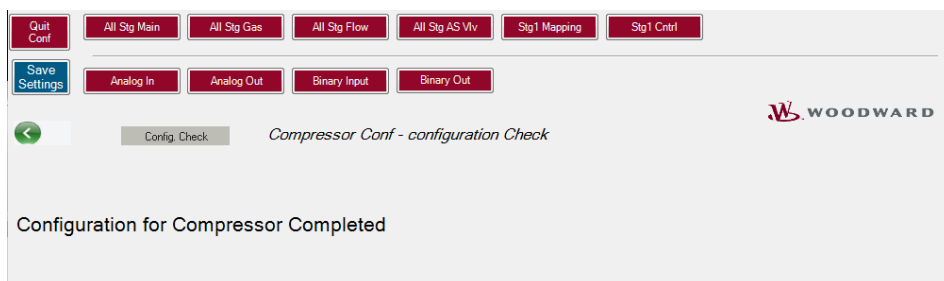 Quit
Conf
All Stg Main
All Stg Gas
All Stg Flow
All Stg AS Vlv
Stg1 Mapping
Stg1 Cntrl
Save
Settings
Analog In
Analog Out
Binary Input
Binary Out
WOODWARD
Config. Check
Compressor Conf - configuration Check
Configuration for Compressor Completed